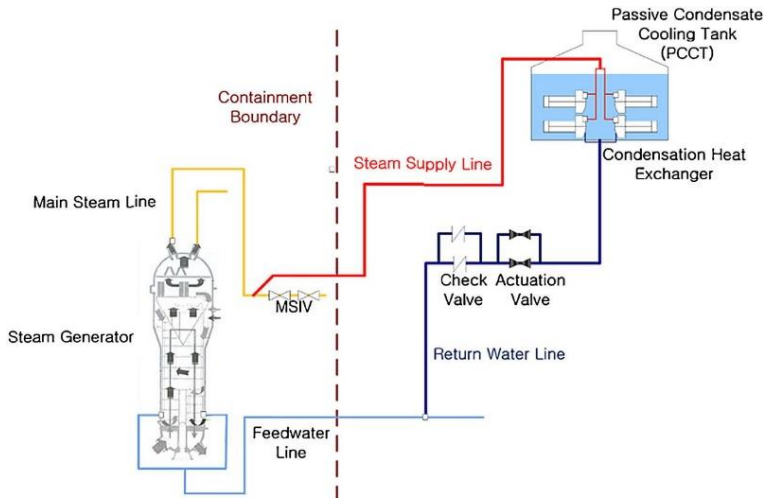 Passive Condensate
Cooling Tank
(PCCT)
Containment
Boundary
Steam Supply Line
Condensation Heat
Exchanger
Main Steam Line
Check
Valve
Actuation
Valve
MSIV
Steam Generator
Return Water Line
Feedwater
Line